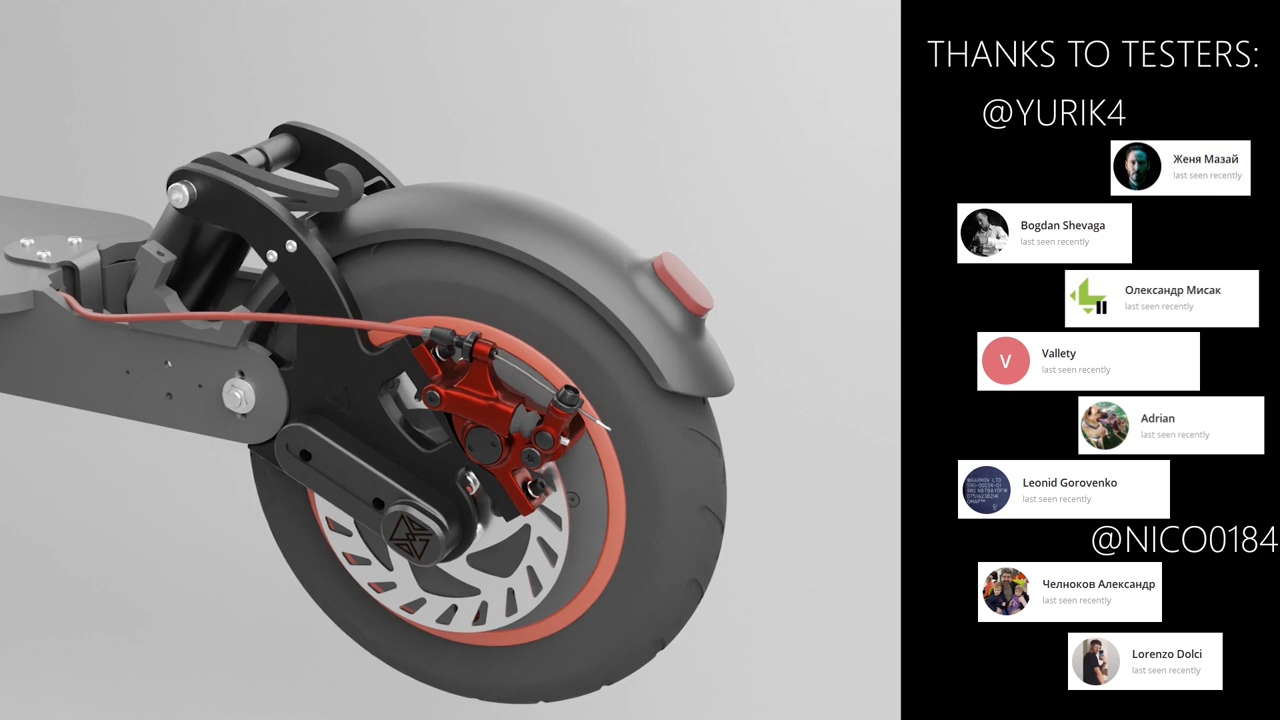 THANKS TO TESTERS:
@YURIK4
Женя Мазай
last seen recently
Bogdan Shevaga
last seen recently
Олександр Мисак
last seen recently
V
Vallety
last seen recently
Adrian
last seen recently
Leonid Gorovenko
last seen recently
@NICO0184
Челноков Александр
last seen recently
Lorenzo Dolci
last seen recently